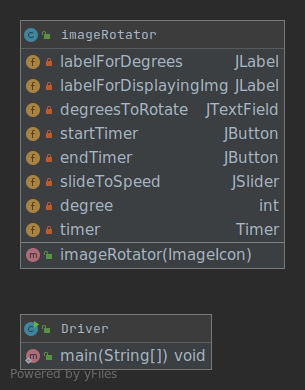 imageRotator
labelForDegrees JLabel
labelForDisplayingImg JLabel
degreesToRotate JTextField
startTimer JButton
endTimer JButton
slideToSpeed JSlider
degree int
timer Timer
imageRotator(ImageIcon)
Driver
main(String[]) void
Powered by yFiles